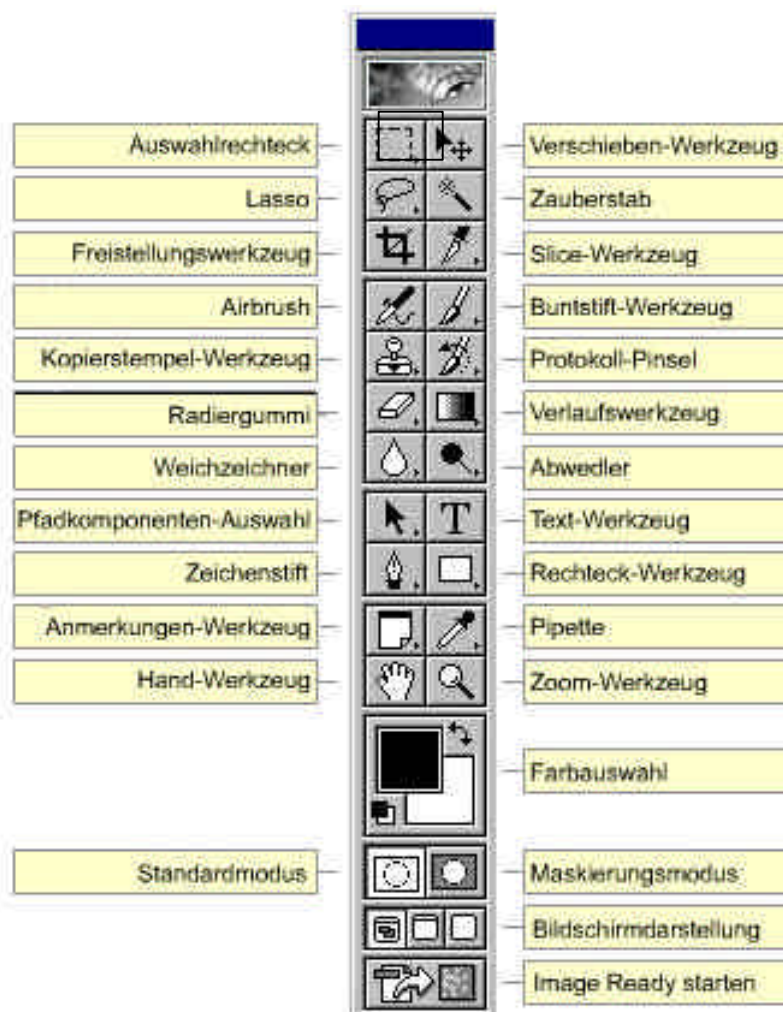 Auswahlrechteck
Verschieben-Werkzeug
Lasso
Zauberstab
Freistellungswerkzeug
Slice-Werkzeug
Airbrush
Buntstift-Werkzeug
Kopierstempel-Werkzeug
Protokoll-Pinsel
Radiergummi
Verlaufswerkzeug
Weichzeichner
Abwedler
Pfadkomponenten-Auswahl
T
Text-Werkzeug
Zeichenstift
Rechteck-Werkzeug
Anmerkungen-Werkzeug
Pipette
Hand-Werkzeug
Zoom-Werkzeug
Farbauswahl
Standardmodus
Maskierungsmodus
Bildschirmdarstellung
Image Ready starten